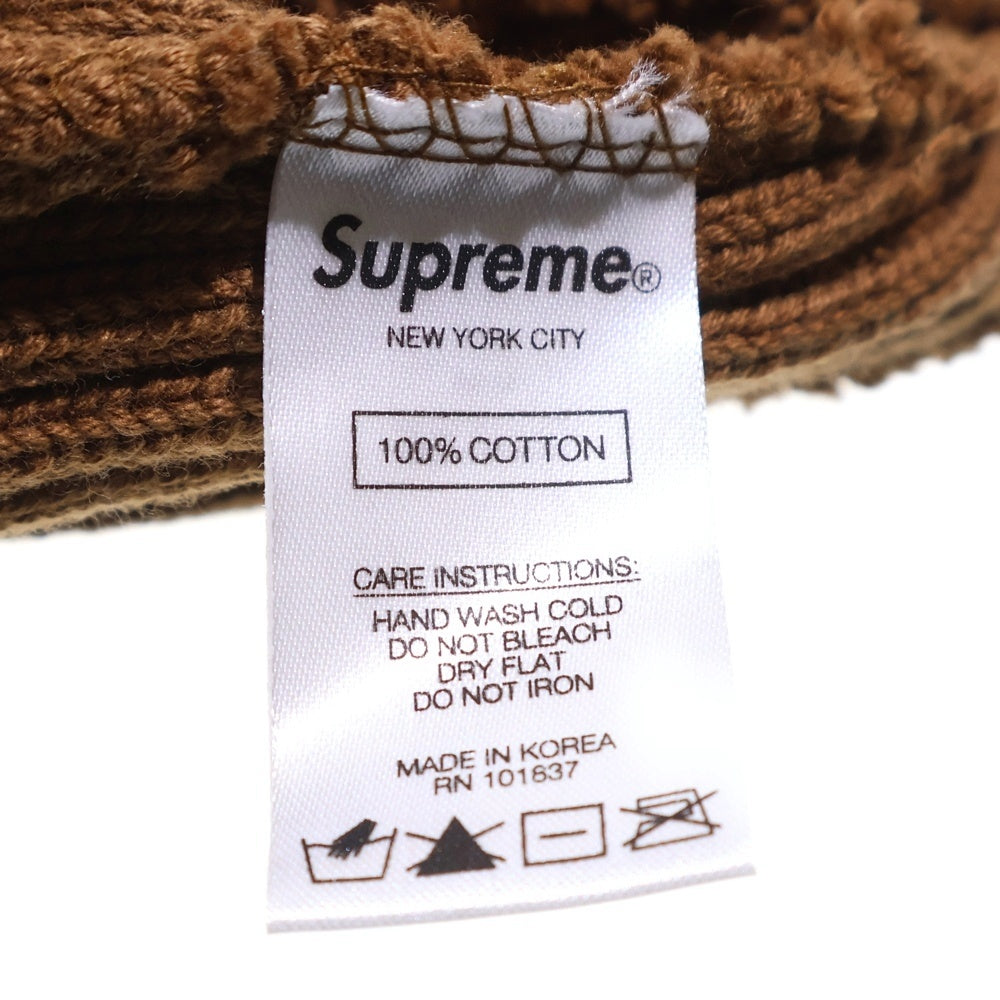 Supreme®
NEW YORK CITY
100% COTTON
CARE INSTRUCTIONS:
HAND WASH COLD
DO NOT BLEACH
DRY FLAT
DO NOT IRON
MADE IN KOREA
RN 101837